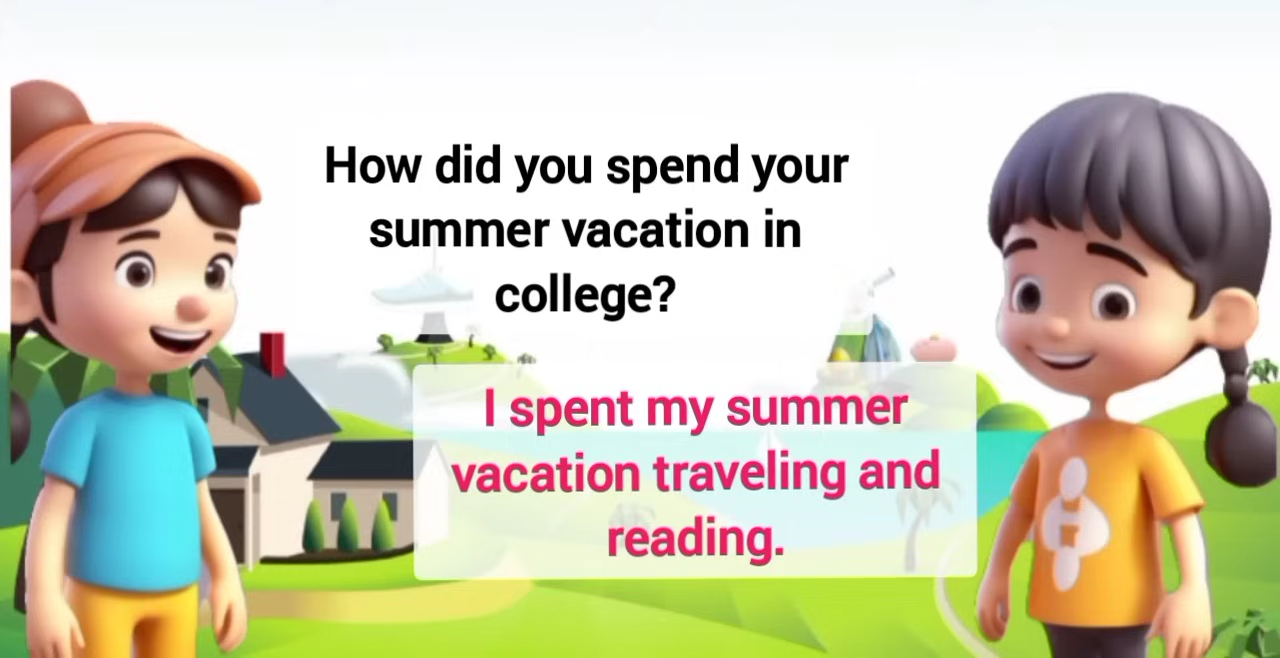 How did you spend your
summer vacation in
college?
I spent my summer
vacation traveling and
reading.